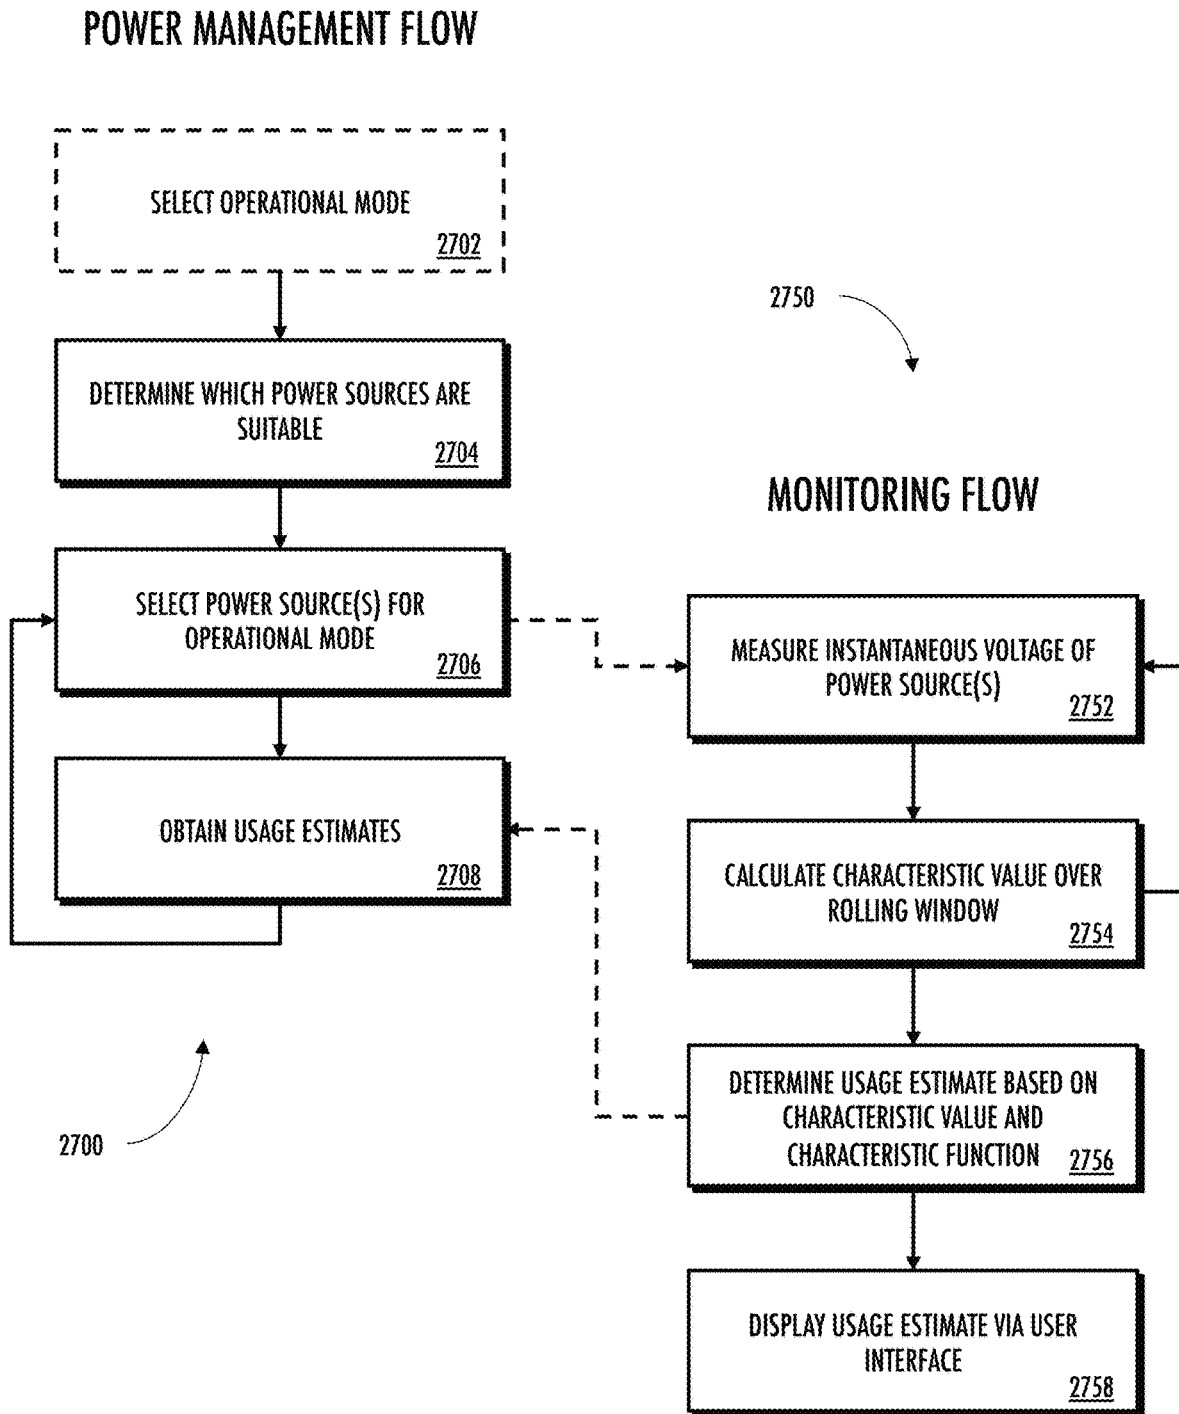 POWER MANAGEMENT FLOW
SELECT OPERATIONAL MODE
2702
DETERMINE WHICH POWER SOURCES ARE
SUITABLE
2704
SELECT POWER SOURCE(S) FOR
OPERATIONAL MODE
2706
OBTAIN USAGE ESTIMATES
2708
2700
2750
MONITORING FLOW
MEASURE INSTANTANEOUS VOLTAGE OF
POWER SOURCE(S)
2752
CALCULATE CHARACTERISTIC VALUE OVER
ROLLING WINDOW
2754
DETERMINE USAGE ESTIMATE BASED ON
CHARACTERISTIC VALUE AND
CHARACTERISTIC FUNCTION
2756
DISPLAY USAGE ESTIMATE VIA USER
INTERFACE
2758